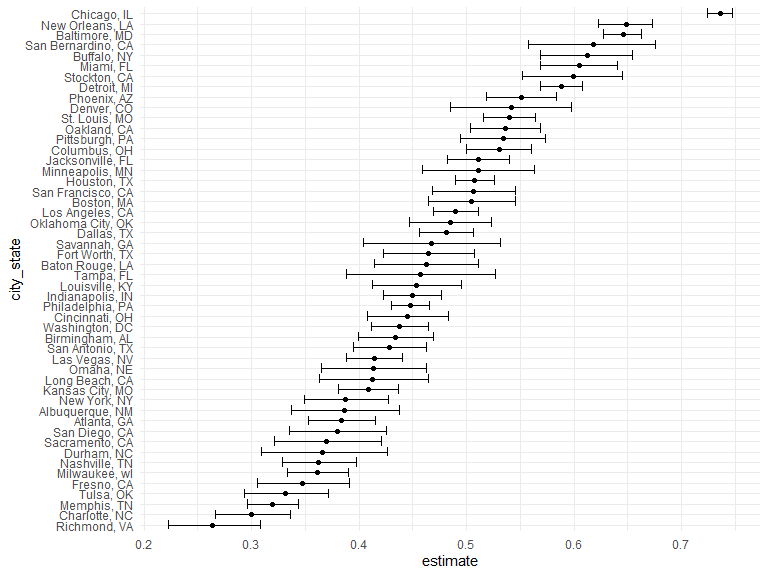 Chicago, IL
New Orleans, LA
Baltimore, MD
San Bernardino, CA
Buffalo, NY
Miami, FL
Stockton, CA
Detroit, MI
Phoenix, AZ
Denver, CO
St. Louis, MO
Oakland, CA
Pittsburgh, PA
Columbus, OH
Jacksonville, FL
Minneapolis, MN
Houston, TX
San Francisco, CA
Boston, MA
Los Angeles, CA
Oklahoma City, OK
Dallas, TX
Savannah, GA
Fort Worth, TX
Baton Rouge, LA
Tampa, FL
Louisville, KY
Indianapolis, IN
Philadelphia, PA
Cincinnati, OH
Washington, DC
Birmingham, AL
San Antonio, TX
Las Vegas, NV
Omaha, NE
Long Beach, CA
Kansas City, MO
New York, NY
Albuquerque, NM
Atlanta, GA
San Diego, CA
Sacramento, CA
Durham, NC
Nashville, TN
Milwaukee, wI
Fresno, CA
Tulsa, OK
Memphis, TN
Charlotte, NC
Richmond, VA
city_state
0.2 0.3 0.4 0.5 0.6 0.7
estimate